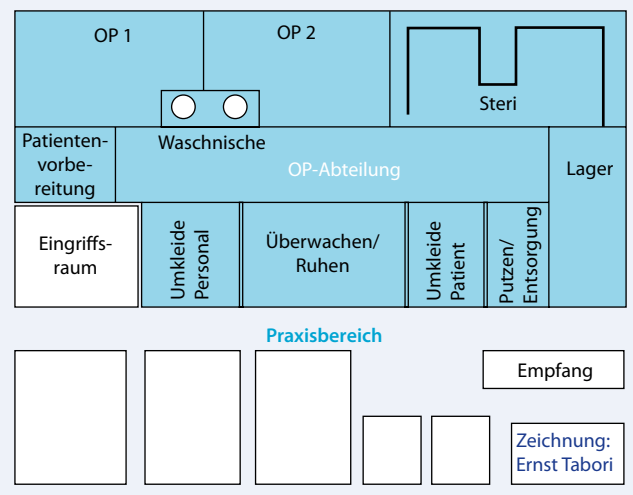 OP 1
OP 2
Steri
Patienten-
vorbe-
reitung
Waschnische
OP-Abteilung
Lager
Eingriffs-
raum
Umkleide
Personal
Überwachen/
Ruhen
Umkleide
Patient
Putzen/
Entsorgung
Praxisbereich
Empfang
Zeichnung:
Ernst Tabori